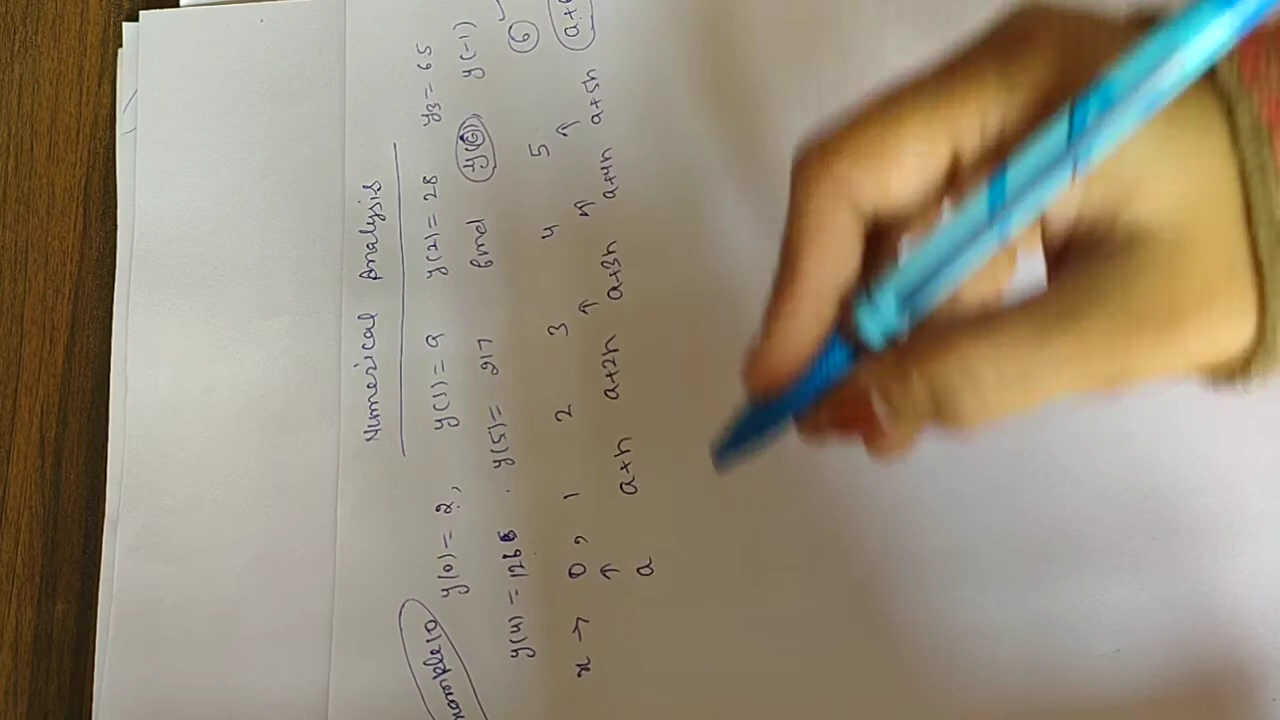 Numerical Analysis
y(0) = 2, y(1) = 9 y(2) = 28 y3 = 65
y(4) = 126 . y(5) = 217 find y(6) y(-1)
x → 0, 1 2 3 4 5 6
a a+h a+2h a+3h a+4h a+5h